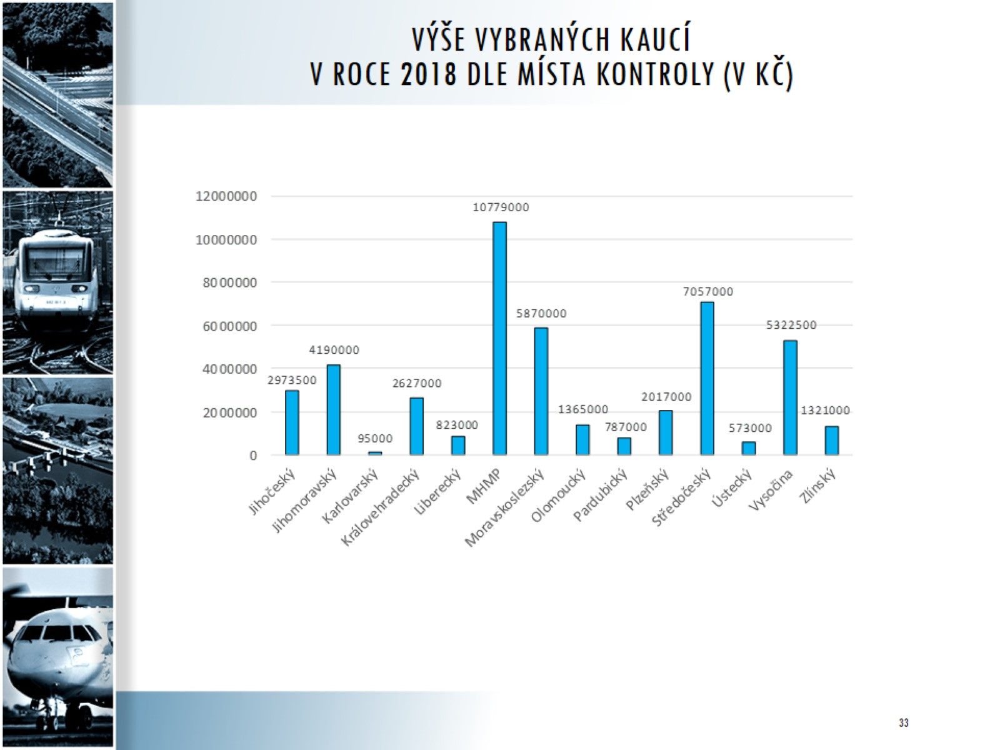 VÝŠE VYBRANÝCH KAUCÍ
V ROCE 2018 DLE MÍSTA KONTROLY (V KČ)
12000000
10000000
8000000
6000000
4000000
2000000
0
2973500
4190000
95000
2627000
823000
10779000
5870000
1365000
787000
2017000
7057000
573000
5322500
1321000
Jihočeský
Jihomoravský
Karlovarský
Královehradecký
Liberecký
MHMP
Moravskoslezský
Olomoucký
Pardubický
Plzeňský
Středočeský
Ústecký
Vysočina
Zlínský
33